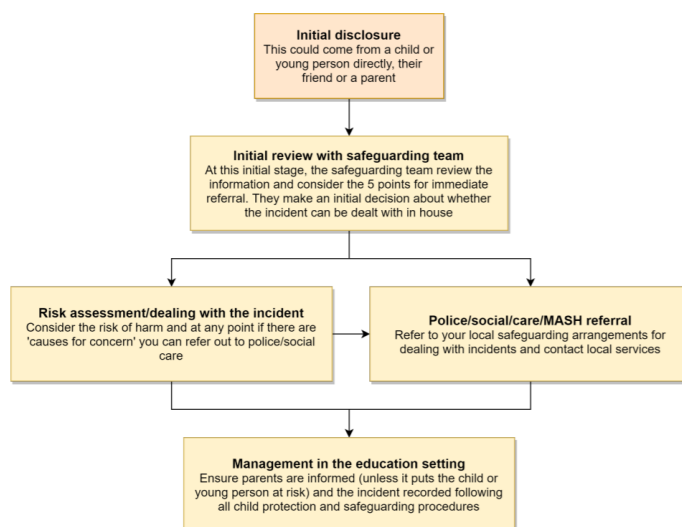 Initial disclosure
This could come from a child or
young person directly, their
friend or a parent
Initial review with safeguarding team
At this initial stage, the safeguarding team review the
information and consider the 5 points for immediate
referral. They make an initial decision about whether
the incident can be dealt with in house
Risk assessment/dealing with the incident
Consider the risk of harm and at any point if there are
'causes for concern' you can refer out to police/social
care
Police/social/care/MASH referral
Refer to your local safeguarding arrangements for
dealing with incidents and contact local services
Management in the education setting
Ensure parents are informed (unless it puts the child or
young person at risk) and the incident recorded following
all child protection and safeguarding procedures